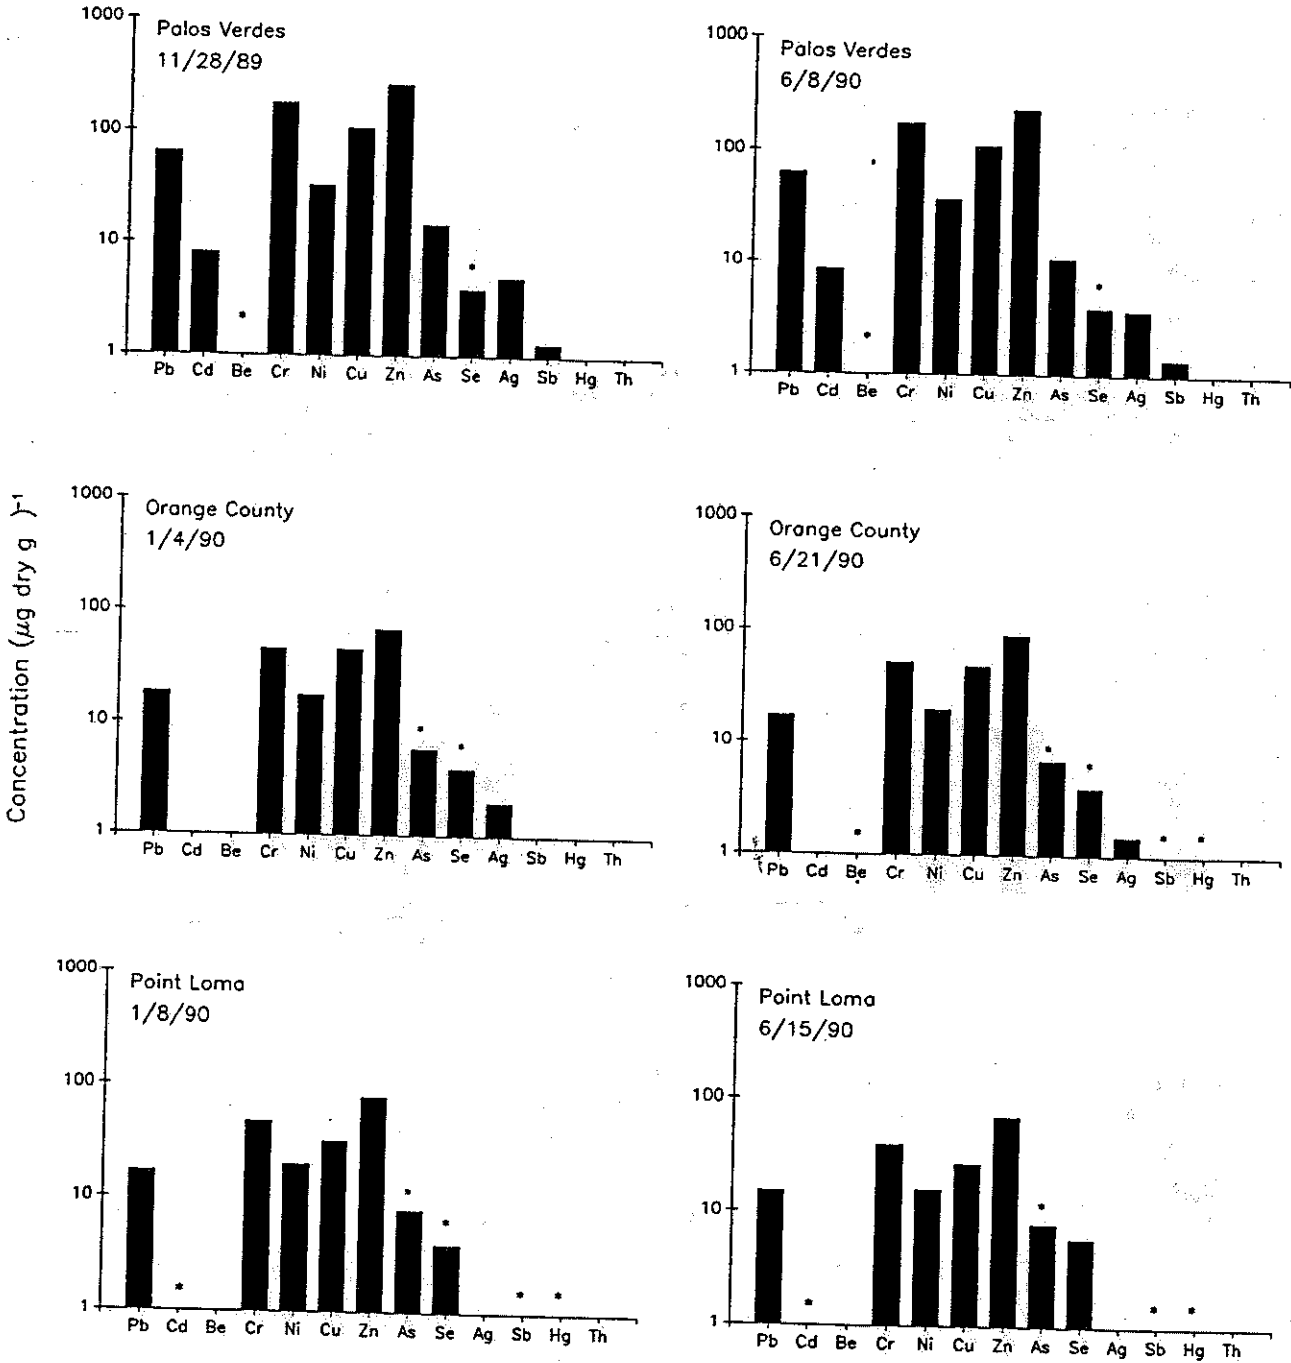 Concentration (μg dry g )⁻¹
Palos Verdes
11/28/89
1000
100
10
1
Pb Cd Be Cr Ni Cu Zn As Se Ag Sb Hg Th
*
*
Palos Verdes
6/8/90
1000
100
10
1
Pb Cd Be Cr Ni Cu Zn As Se Ag Sb Hg Th
*
*
Orange County
1/4/90
1000
100
10
1
Pb Cd Be Cr Ni Cu Zn As Se Ag Sb Hg Th
* *
Orange County
6/21/90
1000
100
10
1
Pb Cd Be Cr Ni Cu Zn As Se Ag Sb Hg Th
* *
* * *
Point Loma
1/8/90
1000
100
10
1
Pb Cd Be Cr Ni Cu Zn As Se Ag Sb Hg Th
* *
* * *
Point Loma
6/15/90
1000
100
10
1
Pb Cd Be Cr Ni Cu Zn As Se Ag Sb Hg Th
*
* * *